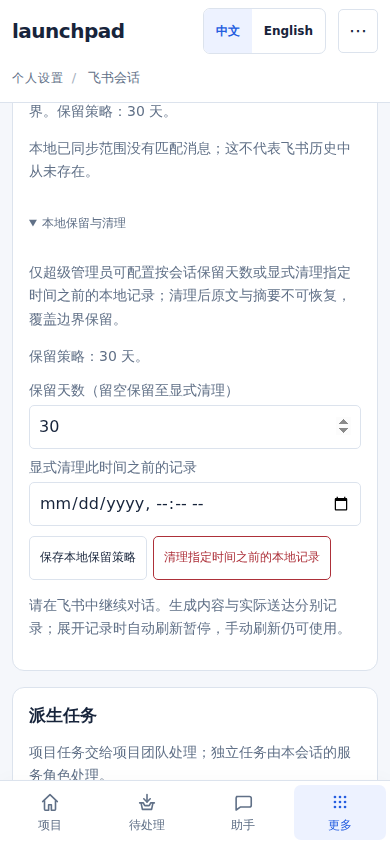 launchpad
中文
English
...
个人设置 / 飞书会话
界。保留策略：30 天。
本地已同步范围没有匹配消息；这不代表飞书历史中
从未存在。
▼ 本地保留与清理
仅超级管理员可配置按会话保留天数或显式清理指定
时间之前的本地记录；清理后原文与摘要不可恢复，
覆盖边界保留。
保留策略：30 天。
保留天数（留空保留至显式清理）
30
显式清理此时间之前的记录
mm/dd/yyyy, --:-- --
保存本地保留策略
清理指定时间之前的本地记录
请在飞书中继续对话。生成内容与实际送达分别记
录；展开记录时自动刷新暂停，手动刷新仍可使用。
派生任务
项目任务交给项目团队处理；独立任务由本会话的服
务角色处理。
项目
待处理
助手
更多